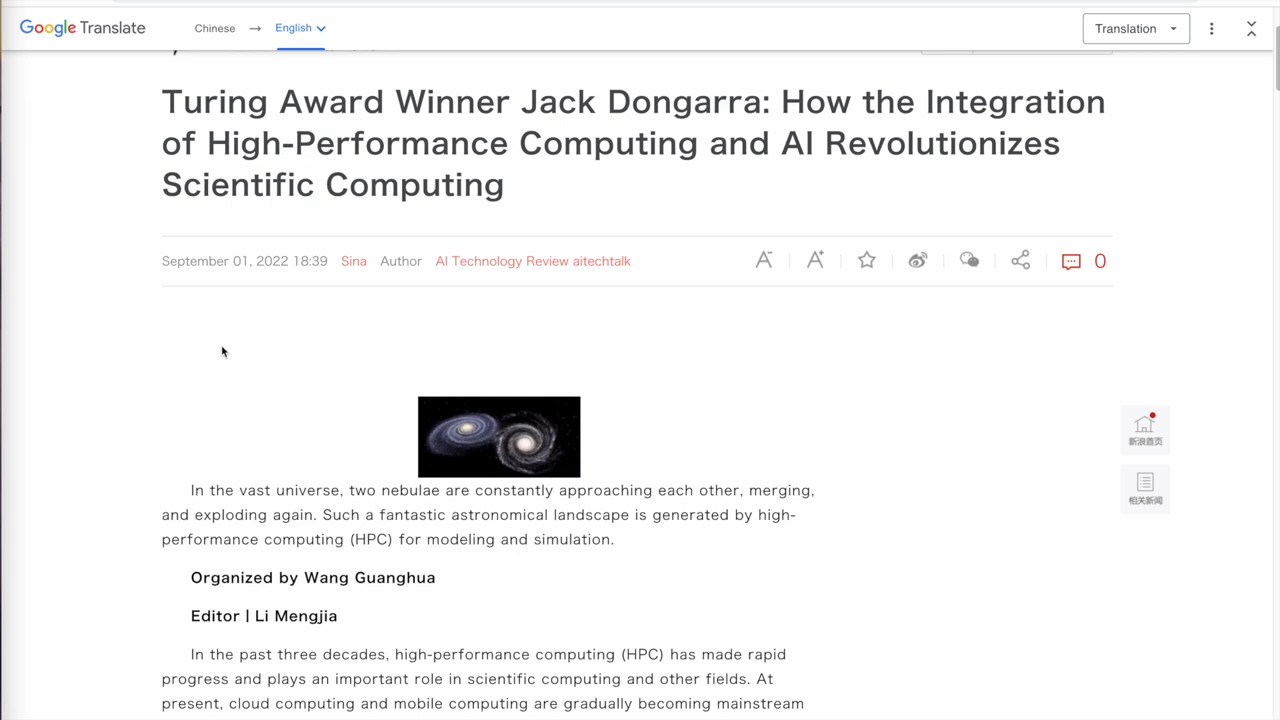 Google Translate
Chinese → English
Translation
Turing Award Winner Jack Dongarra: How the Integration
of High-Performance Computing and AI Revolutionizes
Scientific Computing
September 01, 2022 18:39 Sina Author AI Technology Review aitechtalk
0
In the vast universe, two nebulae are constantly approaching each other, merging,
and exploding again. Such a fantastic astronomical landscape is generated by high-
performance computing (HPC) for modeling and simulation.
新浪首页
相关新闻
Organized by Wang Guanghua
Editor | Li Mengjia
In the past three decades, high-performance computing (HPC) has made rapid
progress and plays an important role in scientific computing and other fields. At
present, cloud computing and mobile computing are gradually becoming mainstream